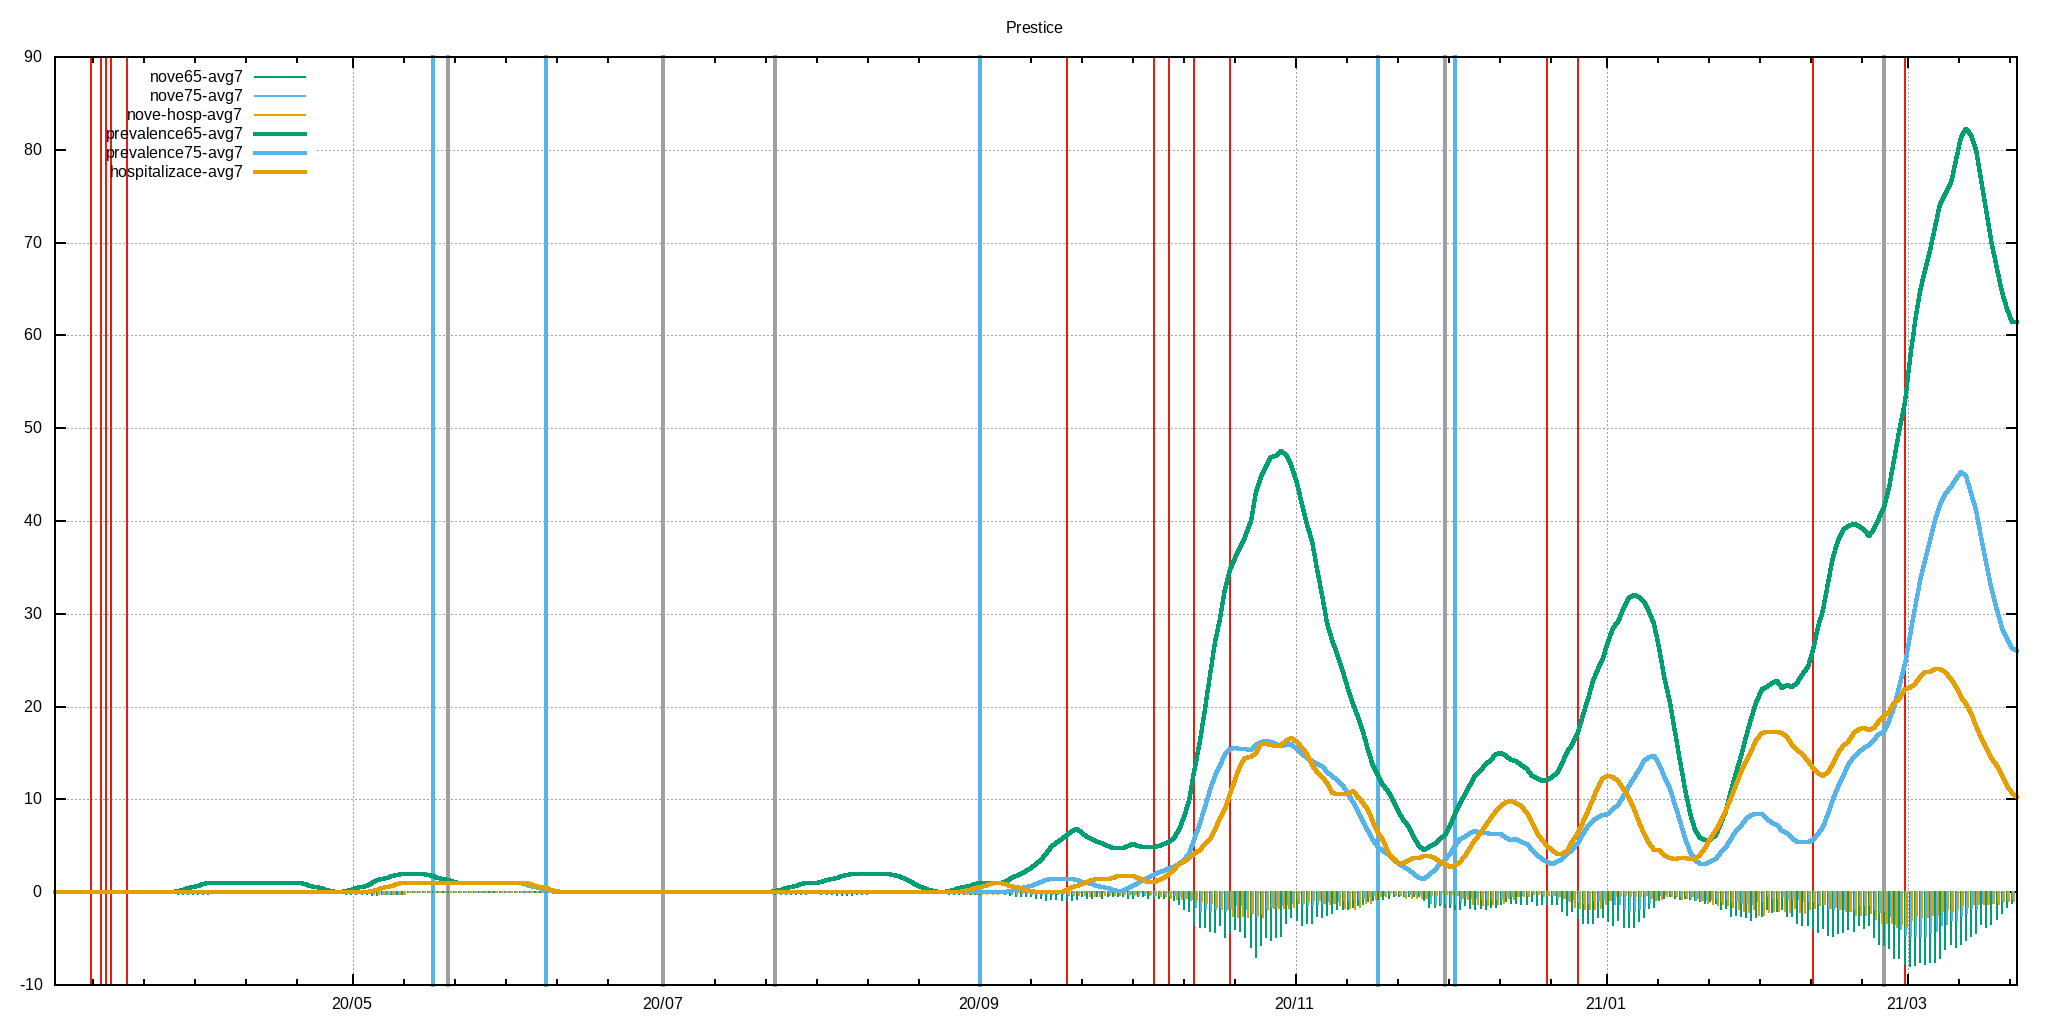 Prestice
nove65-avg7
nove75-avg7
nove-hosp-avg7
prevalence65-avg7
prevalence75-avg7
hospitalizace-avg7
90
80
70
60
50
40
30
20
10
0
-10
20/05 20/07 20/09 20/11 21/01 21/03